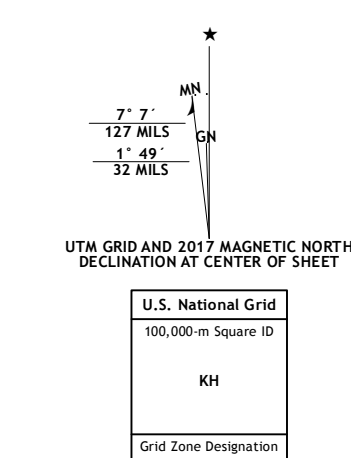 ★
MN
7° 7´
127 MILS
GN
1° 49´
32 MILS
UTM GRID AND 2017 MAGNETIC NORTH
DECLINATION AT CENTER OF SHEET
U.S. National Grid
100,000-m Square ID
KH
Grid Zone Designation